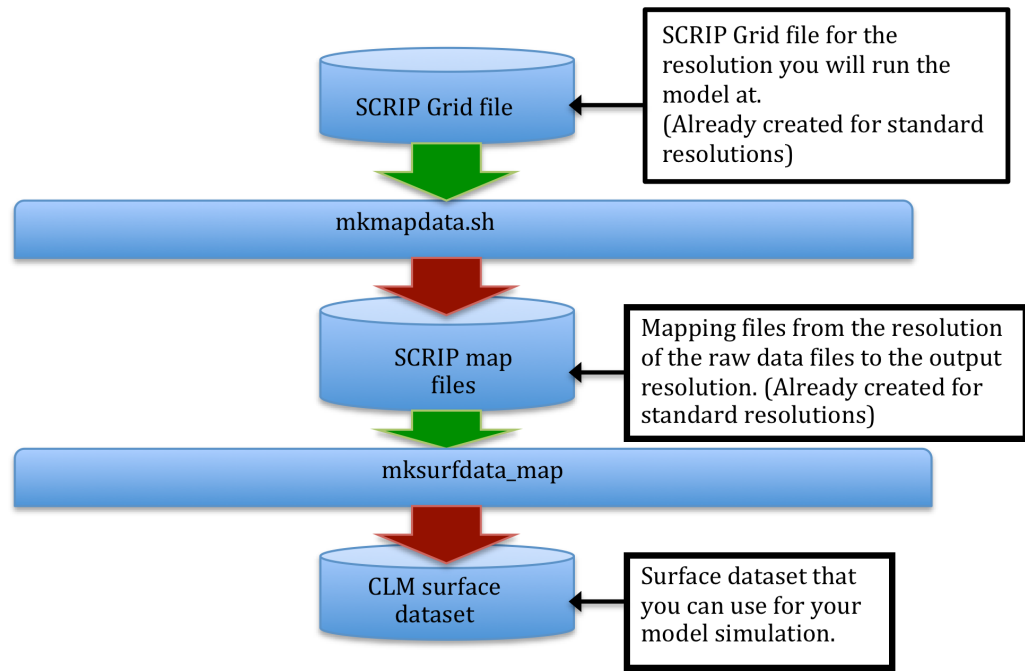 SCRIP Grid file
SCRIP Grid file for the
resolution you will run the
model at.
(Already created for standard
resolutions)
mkmapdata.sh
SCRIP map
files
Mapping files from the resolution
of the raw data files to the output
resolution. (Already created for
standard resolutions)
mksurfdata_map
CLM surface
dataset
Surface dataset that
you can use for your
model simulation.